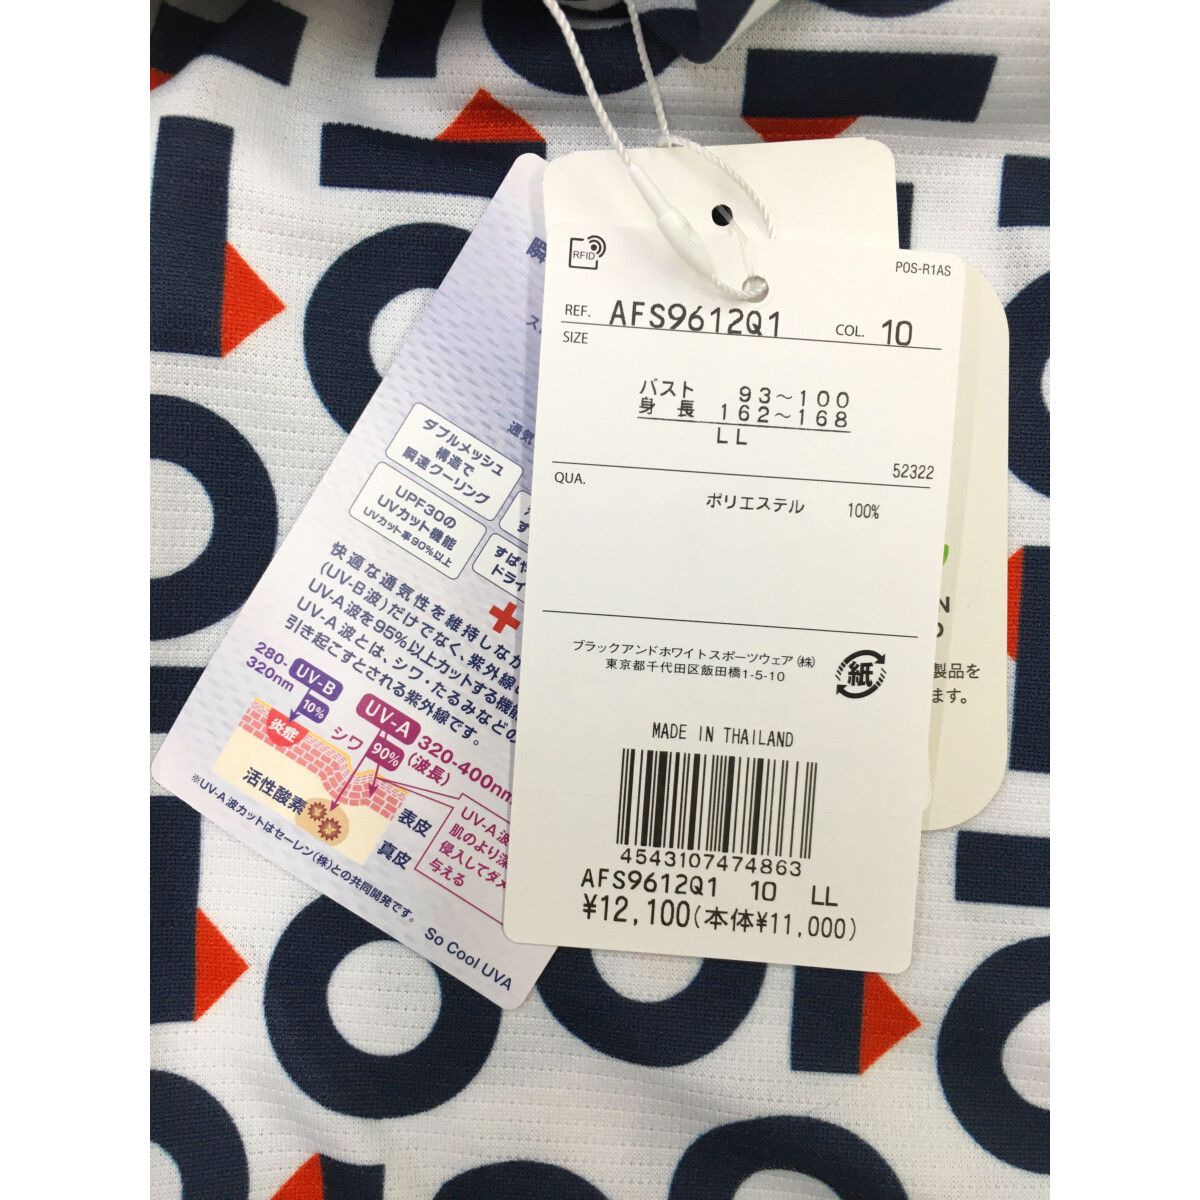 RFID
POS-R1AS
REF. AFS9612Q1 COL. 10
SIZE
バスト 93～100
身長 162～168
LL
52322
QUA.
ポリエステル 100%
ブラックアンドホワイトスポーツウェア(株)
東京都千代田区飯田橋1-5-10
紙
MADE IN THAILAND
4543107474863
AFS9612Q1 10 LL
¥12,100(本体¥11,000)
瞬
ス
通気
ダブルメッシュ
構造で
瞬速クーリング
UPF30の
UVカット機能
UVカット率90%以上
すばや
ドライ
快適な通気性を維持しなが
(UV-B波)だけでなく、紫外線
UV-A波を95%以上カットする機能
UV-A波とは、シワ・たるみなどの
引き起こすとされる紫外線です。
280-
320nm
UV-B
10%
炎症
シワ
UV-A
90%
320-400nm
(波長)
活性酸素
表皮
真皮
UV-A波
肌のより深
侵入してダメ
与える
※UV-A波カットはセーレン(株)との共同開発です。
So Cool UVA
N
製品を
ます。